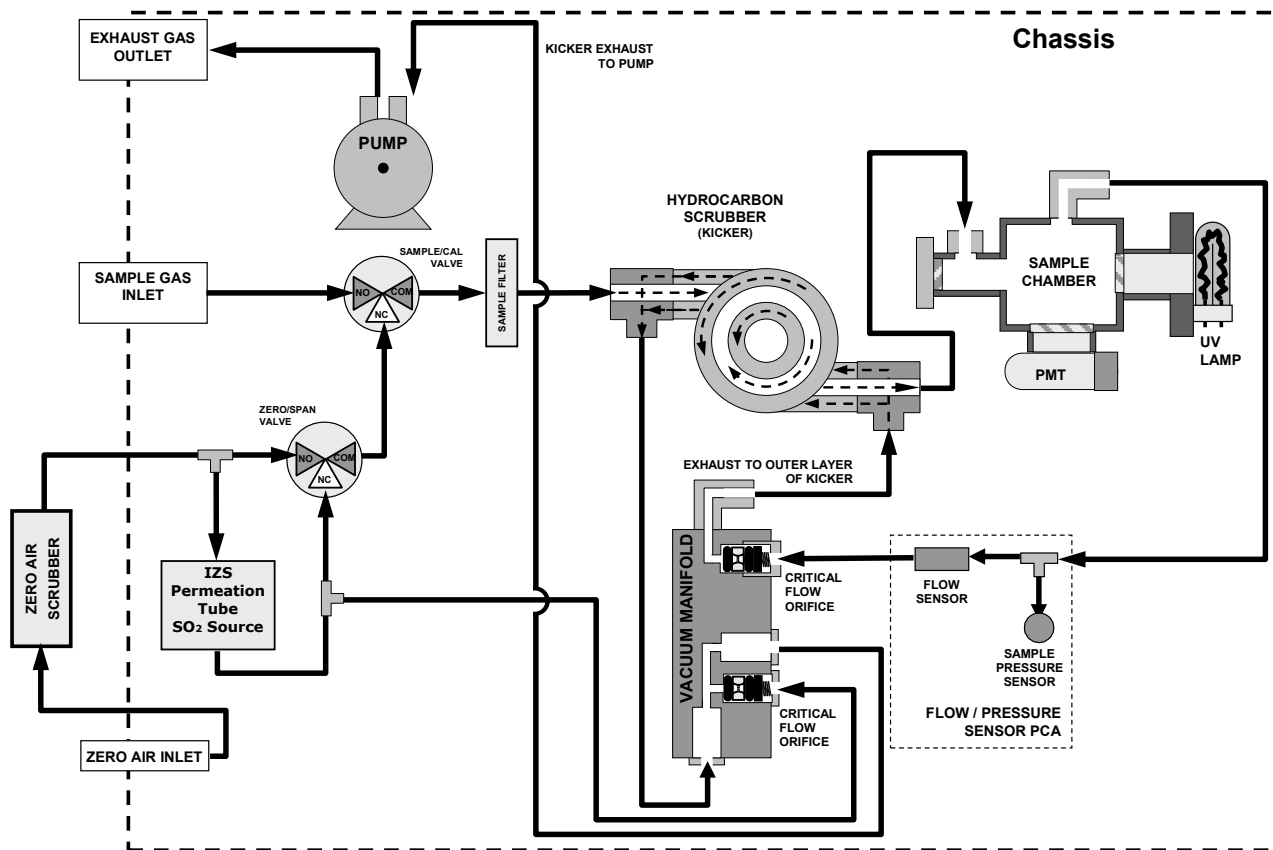 Chassis
EXHAUST GAS
OUTLET
KICKER EXHAUST
TO PUMP
PUMP
HYDROCARBON
SCRUBBER
(KICKER)
SAMPLE/CAL
VALVE
SAMPLE FILTER
SAMPLE GAS
INLET
NO
COM
NC
SAMPLE
CHAMBER
UV
LAMP
PMT
ZERO/SPAN
VALVE
NO
COM
NC
EXHAUST TO OUTER LAYER
OF KICKER
ZERO AIR
SCRUBBER
IZS
Permeation
Tube
SO₂ Source
VACUUM MANIFOLD
CRITICAL
FLOW
ORIFICE
FLOW
SENSOR
SAMPLE
PRESSURE
SENSOR
CRITICAL
FLOW
ORIFICE
FLOW / PRESSURE
SENSOR PCA
ZERO AIR INLET